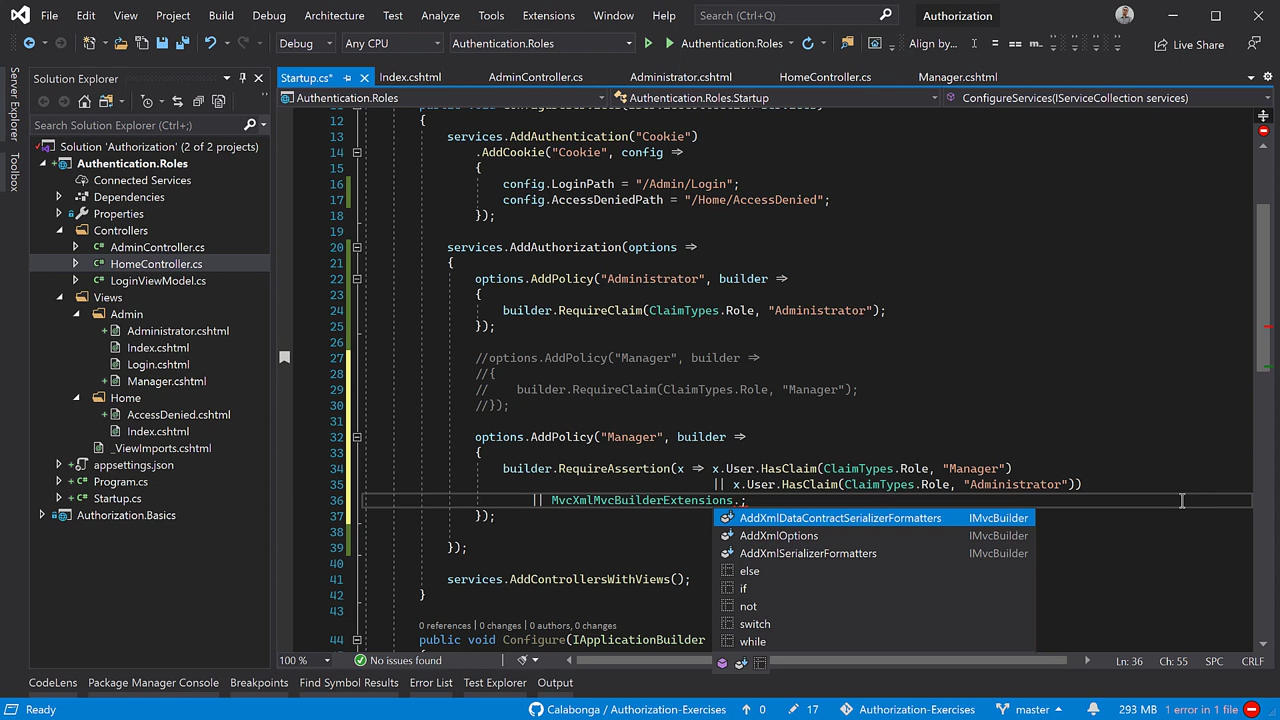 File Edit View Project Build Debug Architecture Test Analyze Tools Extensions Window Help Search (Ctrl+Q) Authorization
Debug Any CPU Authentication.Roles Authentication.Roles Align by... Live Share
Server Explorer
Toolbox
Solution Explorer
Search Solution Explorer (Ctrl+;)
Solution 'Authorization' (2 of 2 projects)
Authentication.Roles
Connected Services
Dependencies
Properties
Controllers
AdminController.cs
HomeController.cs
LoginViewModel.cs
Views
Admin
Administrator.cshtml
Index.cshtml
Login.cshtml
Manager.cshtml
Home
AccessDenied.cshtml
Index.cshtml
_ViewImports.cshtml
appsettings.json
Program.cs
Startup.cs
Authorization.Basics
Startup.cs* Index.cshtml AdminController.cs Administrator.cshtml HomeController.cs Manager.cshtml
Authentication.Roles Authentication.Roles.Startup ConfigureServices(IServiceCollection services)
12 {
13 services.AddAuthentication("Cookie")
14 .AddCookie("Cookie", config =>
15 {
16 config.LoginPath = "/Admin/Login";
17 config.AccessDeniedPath = "/Home/AccessDenied";
18 });
19
20 services.AddAuthorization(options =>
21 {
22 options.AddPolicy("Administrator", builder =>
23 {
24 builder.RequireClaim(ClaimTypes.Role, "Administrator");
25 });
26
27 //options.AddPolicy("Manager", builder =>
28 //{
29 // builder.RequireClaim(ClaimTypes.Role, "Manager");
30 //});
31
32 options.AddPolicy("Manager", builder =>
33 {
34 builder.RequireAssertion(x => x.User.HasClaim(ClaimTypes.Role, "Manager")
35 || x.User.HasClaim(ClaimTypes.Role, "Administrator"))
36 || MvcXmlMvcBuilderExtensions.;
37 });
38
39 });
40
41 services.AddControllersWithViews();
42 }
43
0 references | 0 changes | 0 authors, 0 changes
44 public void Configure(IApplicationBuilder
AddXmlDataContractSerializerFormatters IMvcBuilder
AddXmlOptions IMvcBuilder
AddXmlSerializerFormatters IMvcBuilder
else
if
not
switch
while
100 % No issues found Ln: 36 Ch: 55 SPC CRLF
CodeLens Package Manager Console Breakpoints Find Symbol Results Error List Test Explorer Output
Ready Calabonga / Authorization-Exercises 0 17 Authorization-Exercises master 293 MB 1 error in 1 file